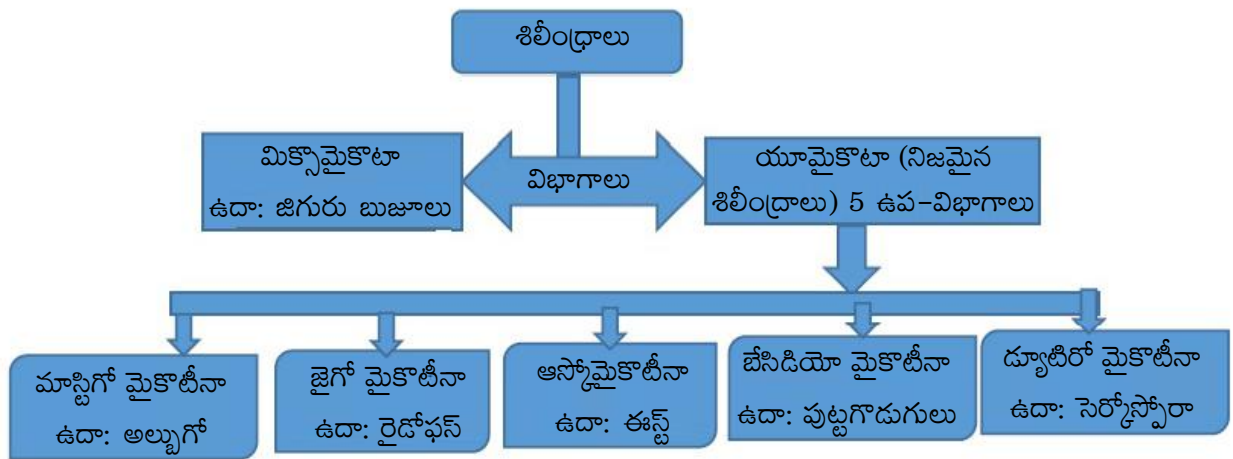 శిలీంధ్రాలు
మిక్సొమైకొటా
ఉదా: జిగురు బుజూలు
విభాగాలు
యూమైకొటా (నిజమైన
శిలీంద్రాలు) 5 ఉప-విభాగాలు
మాస్టిగో మైకొటీనా
ఉదా: అల్బుగో
జైగో మైకొటీనా
ఉదా: రైడోఫస్
ఆస్కోమైకొటీనా
ఉదా: ఈస్ట్
బేసిడియో మైకొటీనా
ఉదా: పుట్టగొడుగులు
డ్యూటిరో మైకొటీనా
ఉదా: సెర్కోస్పోరా